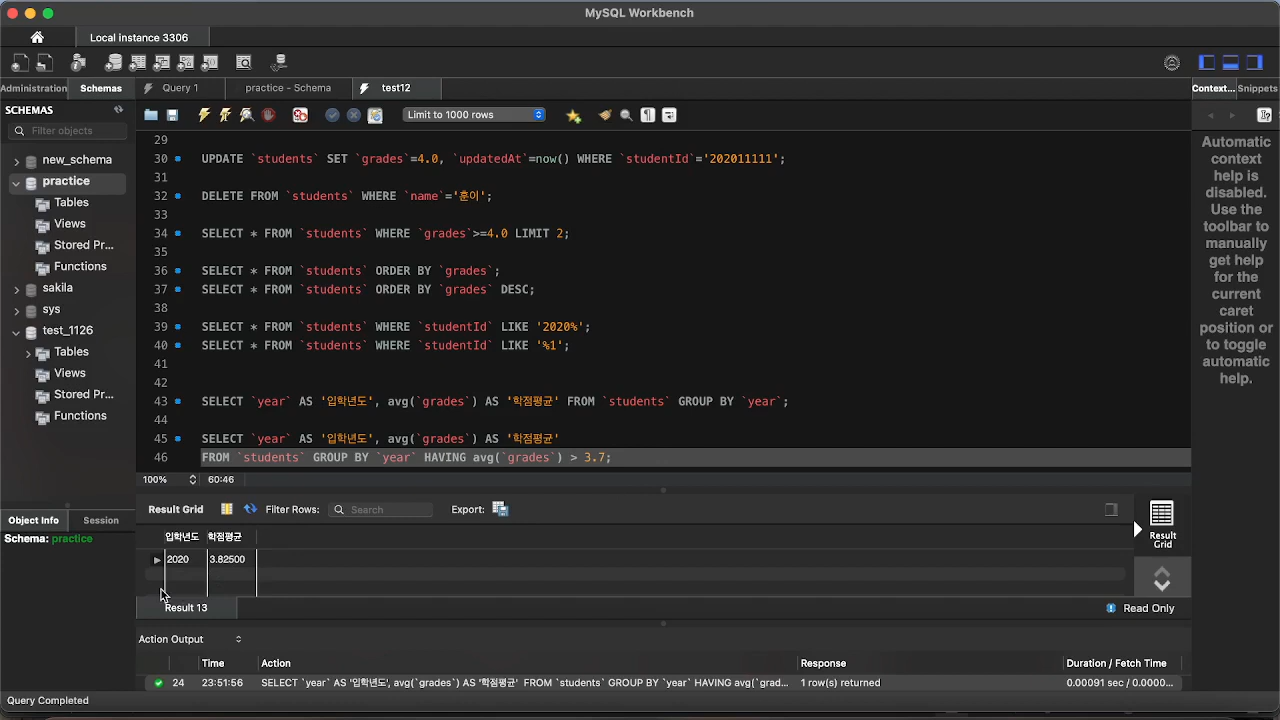 MySQL Workbench
Local instance 3306
Administration Schemas Query 1 practice - Schema test12 Context... Snippets
SCHEMAS
Filter objects
new_schema
practice
Tables
Views
Stored Pr...
Functions
sakila
sys
test_1126
Tables
Views
Stored Pr...
Functions
Object Info Session
Schema: practice
Limit to 1000 rows
29
30 UPDATE `students` SET `grades`=4.0, `updatedAt`=now() WHERE `studentId`='202011111';
31
32 DELETE FROM `students` WHERE `name`='훈이';
33
34 SELECT * FROM `students` WHERE `grades`>=4.0 LIMIT 2;
35
36 SELECT * FROM `students` ORDER BY `grades`;
37 SELECT * FROM `students` ORDER BY `grades` DESC;
38
39 SELECT * FROM `students` WHERE `studentId` LIKE '2020%';
40 SELECT * FROM `students` WHERE `studentId` LIKE '%1';
41
42
43 SELECT `year` AS '입학년도', avg(`grades`) AS '학점평균' FROM `students` GROUP BY `year`;
44
45 SELECT `year` AS '입학년도', avg(`grades`) AS '학점평균'
46 FROM `students` GROUP BY `year` HAVING avg(`grades`) > 3.7;
100% 60:46
Result Grid Filter Rows: Search Export:
입학년도 학점평균
2020 3.82500
Result 13
Read Only
Result
Grid
Action Output
Time Action Response Duration / Fetch Time
24 23:51:56 SELECT `year` AS '입학년도', avg(`grades`) AS '학점평균' FROM `students` GROUP BY `year` HAVING avg(`grad... 1 row(s) returned 0.00091 sec / 0.0000...
Automatic
context
help is
disabled.
Use the
toolbar to
manually
get help
for the
current
caret
position or
to toggle
automatic
help.
Query Completed